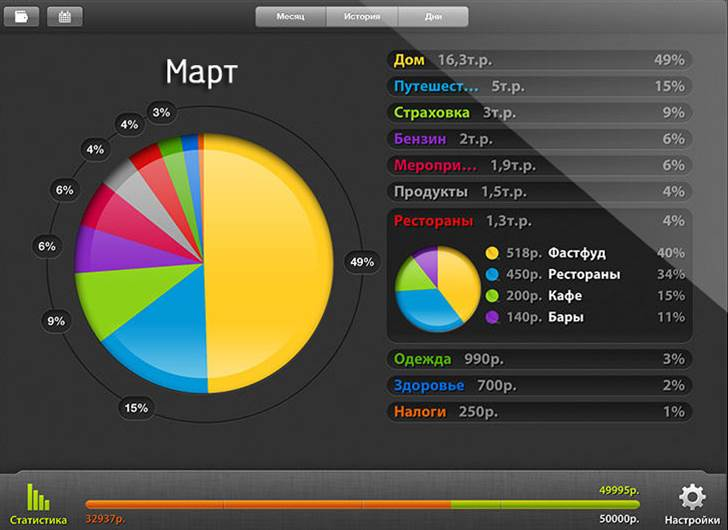 Месяц История Дни
Март
Дом 16,3т.р. 49%
Путешест... 5т.р. 15%
Страховка 3т.р. 9%
Бензин 2т.р. 6%
Меропри... 1,9т.р. 6%
Продукты 1,5т.р. 4%
Рестораны 1,3т.р. 4%
518р. Фастфуд 40%
450р. Рестораны 34%
200р. Кафе 15%
140р. Бары 11%
Одежда 990р. 3%
Здоровье 700р. 2%
Налоги 250р. 1%
3%
4%
4%
6%
6%
9%
15%
49%
49995р.
32937р. 50000р.
Статистика Настройки